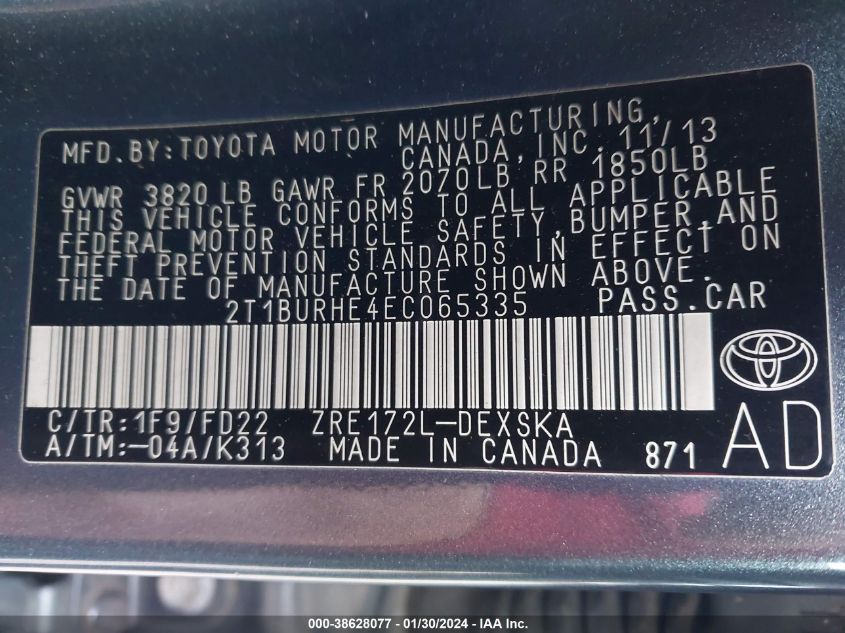 MFD.BY:TOYOTA MOTOR MANUFACTURING,
CANADA, INC. 11/13
GVWR 3820 LB GAWR FR 2070LB RR 1850LB
THIS VEHICLE CONFORMS TO ALL APPLICABLE
FEDERAL MOTOR VEHICLE SAFETY, BUMPER, AND
THEFT PREVENTION STANDARDS IN EFFECT ON
THE DATE OF MANUFACTURE SHOWN ABOVE.
2T1BURHE4EC065335 PASS.CAR
C/TR:1F9/FD22 ZRE172L-DEXSKA
A/TM:-04A/K313 MADE IN CANADA 871 AD
000-38628077 - 01/30/2024 - IAA Inc.